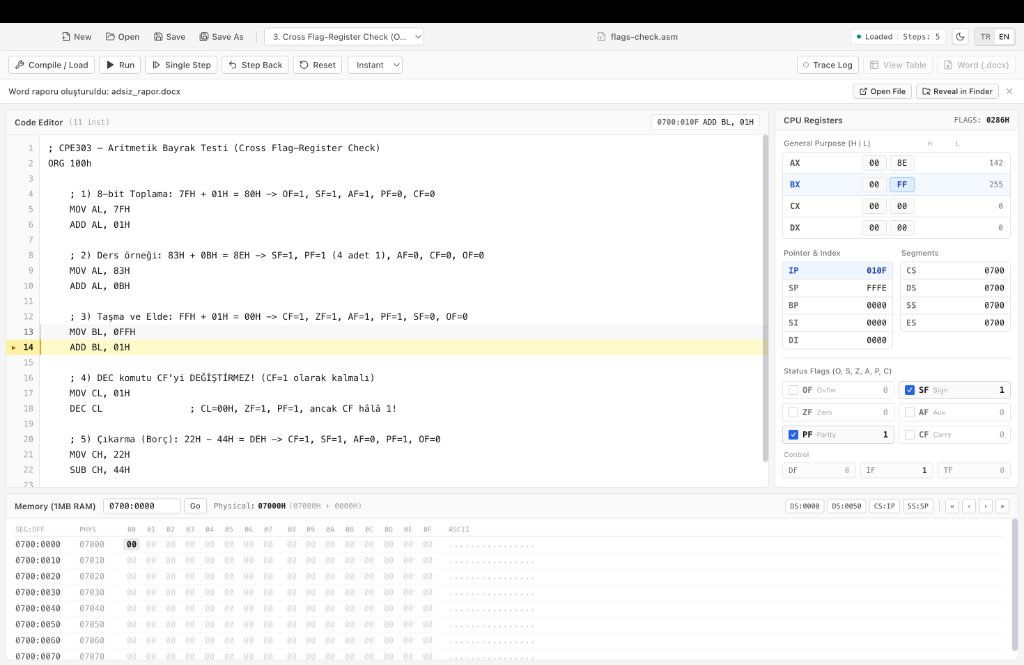 New Open Save Save As 3. Cross Flag-Register Check (O... flags-check.asm Loaded Steps: 5 TR EN
Compile / Load Run Single Step Step Back Reset Instant Trace Log View Table Word (.docx)
Word raporu oluşturuldu: adsiz_rapor.docx Open File Reveal in Finder ×
Code Editor (11 inst) 0700:010F ADD BL, 01H
1 ; CPE303 – Aritmetik Bayrak Testi (Cross Flag-Register Check)
2 ORG 100h
3
4 ; 1) 8-bit Toplama: 7FH + 01H = 80H -> OF=1, SF=1, AF=1, PF=0, CF=0
5 MOV AL, 7FH
6 ADD AL, 01H
7
8 ; 2) Ders örneği: 83H + 0BH = 8EH -> SF=1, PF=1 (4 adet 1), AF=0, CF=0, OF=0
9 MOV AL, 83H
10 ADD AL, 0BH
11
12 ; 3) Taşma ve Elde: FFH + 01H = 00H -> CF=1, ZF=1, AF=1, PF=1, SF=0, OF=0
13 MOV BL, 0FFH
14 ADD BL, 01H
15
16 ; 4) DEC komutu CF'yi DEĞİŞTİRMEZ! (CF=1 olarak kalmalı)
17 MOV CL, 01H
18 DEC CL ; CL=00H, ZF=1, PF=1, ancak CF hâlâ 1!
19
20 ; 5) Çıkarma (Borç): 22H – 44H = DEH -> CF=1, SF=1, AF=0, PF=1, OF=0
21 MOV CH, 22H
22 SUB CH, 44H
23
CPU Registers FLAGS: 0286H
General Purpose (H | L) H L
AX 00 8E 142
BX 00 FF 255
CX 00 00 0
DX 00 00 0
Pointer & Index
IP 010F
SP FFFE
BP 0000
SI 0000
DI 0000
Segments
CS 0700
DS 0700
SS 0700
ES 0700
Status Flags (O, S, Z, A, P, C)
OF Ovflw 0 SF Sign 1
ZF Zero 0 AF Aux 0
PF Parity 1 CF Carry 0
Control
DF 0 IF 1 TF 0
Memory (1MB RAM) 0700:0000 Go Physical: 07000H (07000H + 0000H) DS:0000 DS:0050 CS:IP SS:SP « ‹ › »
SEG:OFF PHYS 00 01 02 03 04 05 06 07 08 09 0A 0B 0C 0D 0E 0F ASCII
0700:0000 07000 00 00 00 00 00 00 00 00 00 00 00 00 00 00 00 00 ................
0700:0010 07010 00 00 00 00 00 00 00 00 00 00 00 00 00 00 00 00 ................
0700:0020 07020 00 00 00 00 00 00 00 00 00 00 00 00 00 00 00 00 ................
0700:0030 07030 00 00 00 00 00 00 00 00 00 00 00 00 00 00 00 00 ................
0700:0040 07040 00 00 00 00 00 00 00 00 00 00 00 00 00 00 00 00 ................
0700:0050 07050 00 00 00 00 00 00 00 00 00 00 00 00 00 00 00 00 ................
0700:0060 07060 00 00 00 00 00 00 00 00 00 00 00 00 00 00 00 00 ................
0700:0070 07070 00 00 00 00 00 00 00 00 00 00 00 00 00 00 00 00 ................